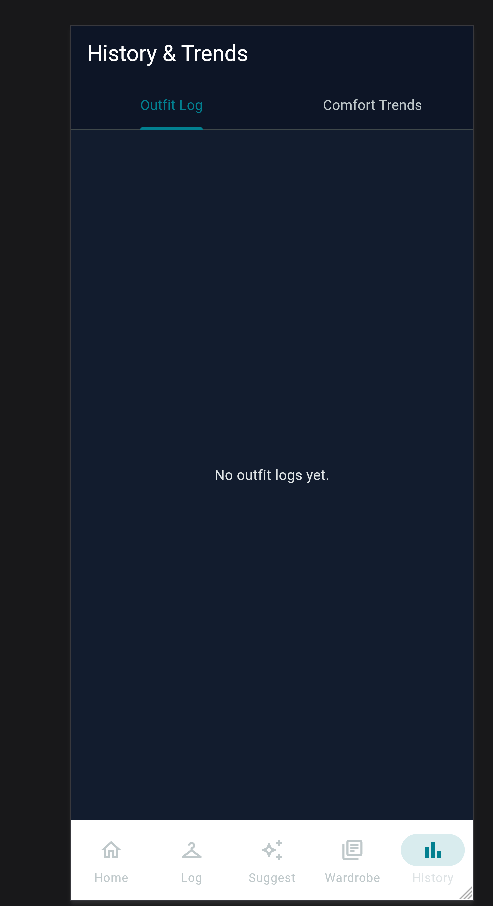 History & Trends
Outfit Log
Comfort Trends
No outfit logs yet.
Home
Log
Suggest
Wardrobe
History